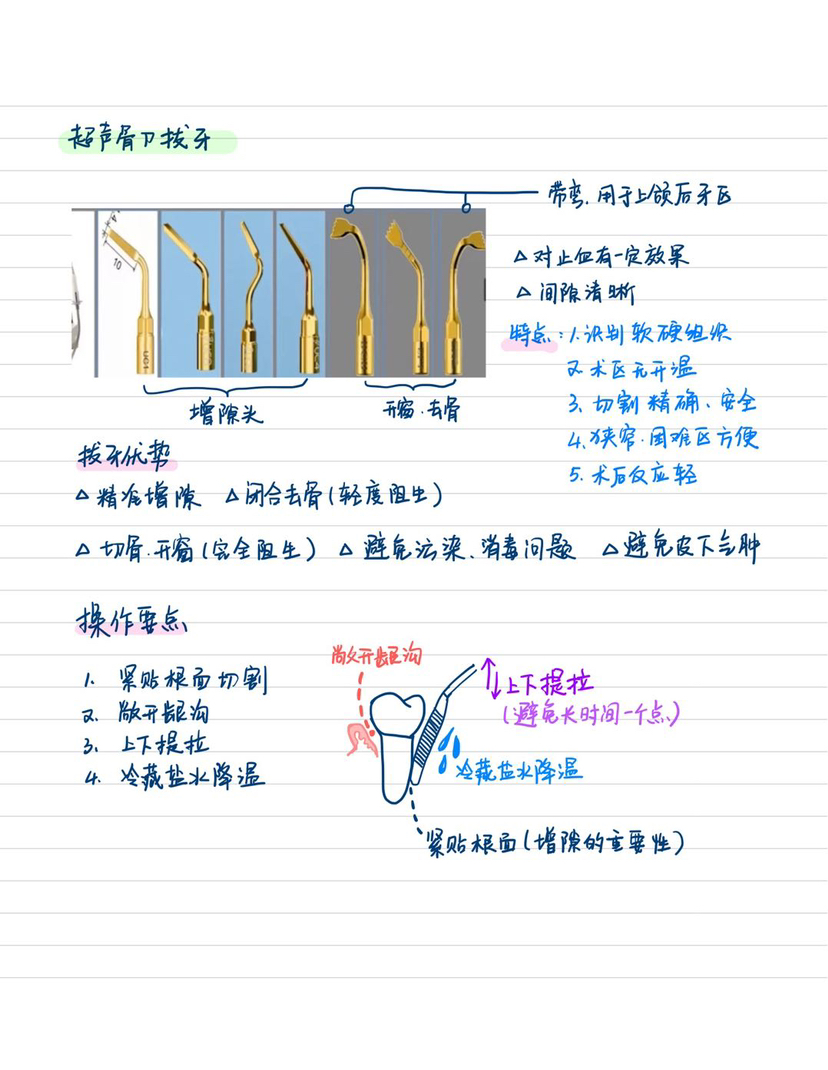 超声骨刀拔牙
带弯.用于上颌后牙区
△对止血有一定效果
△间隙清晰
特点:1.识别软硬组织
2.术区无升温
3.切割精确、安全
4.狭窄.困难区方便
5.术后反应轻
4
10
UC1
增隙头
开窗.去骨
拔牙优势
△精准增隙 △闭合去骨(轻度阻生)
△切骨.开窗(完全阻生) △避免污染、消毒问题 △避免皮下气肿
操作要点
1. 紧贴根面切割
2. 敞开龈沟
3. 上下提拉
4. 冷藏盐水降温
敞开龈沟
上下提拉
(避免长时间一个点)
冷藏盐水降温
紧贴根面(增隙的重要性)